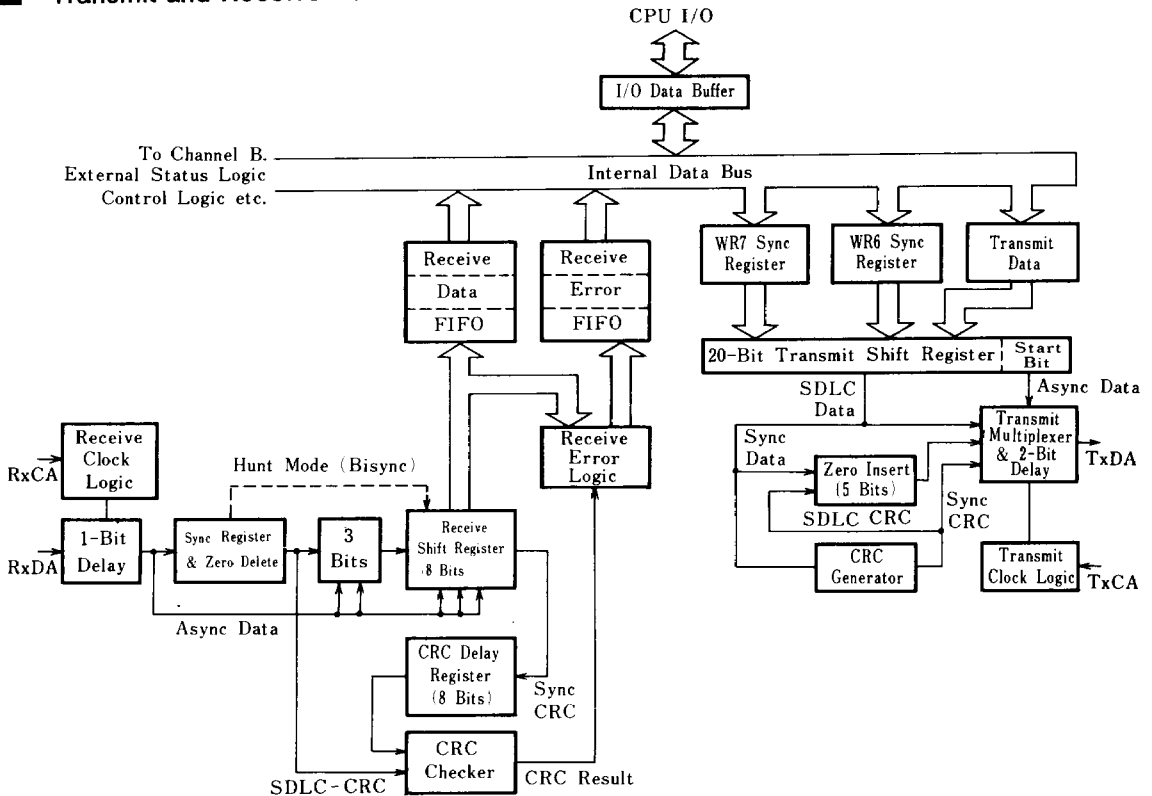 Transmit and Receive
CPU I/O
I/O Data Buffer
To Channel B.
External Status Logic
Control Logic etc.
Internal Data Bus
Receive
Data
FIFO
Receive
Error
FIFO
WR7 Sync
Register
WR6 Sync
Register
Transmit
Data
20-Bit Transmit Shift Register
Start
Bit
SDLC
Data
Async Data
Receive
Clock
Logic
RxCA
Hunt Mode (Bisync)
Receive
Error
Logic
Sync
Data
Zero Insert
(5 Bits)
Transmit
Multiplexer
& 2-Bit
Delay
TxDA
SDLC CRC
Sync
CRC
RxDA
1-Bit
Delay
Sync Register
& Zero Delete
3
Bits
Receive
Shift Register
(8 Bits)
CRC
Generator
Transmit
Clock Logic
TxCA
Async Data
CRC Delay
Register
(8 Bits)
Sync
CRC
CRC
Checker
SDLC-CRC
CRC Result